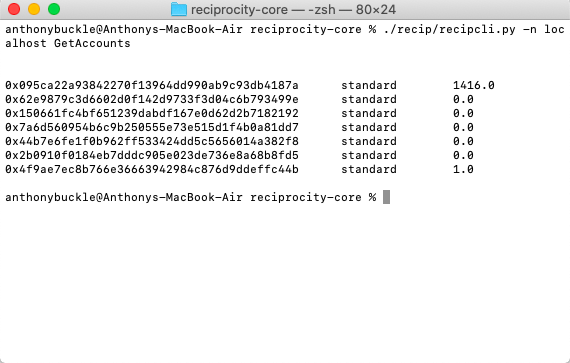 reciprocity-core — -zsh — 80×24
anthonybuckle@Anthonys-MacBook-Air reciprocity-core % ./recip/recipcli.py -n loc
alhost GetAccounts
0x095ca22a93842270f13964dd990ab9c93db4187a standard 1416.0
0x62e9879c3d6602d0f142d9733f3d04c6b793499e standard 0.0
0x150661fc4bf651239dabdf167e0d62d2b7182192 standard 0.0
0x7a6d560954b6c9b250555e73e515d1f4b0a81dd7 standard 0.0
0x44b7e6fe1f0b962ff533424dd5c5656014a382f8 standard 0.0
0x2b0910f0184eb7dddc905e023de736e8a68b8fd5 standard 0.0
0x4f9ae7ec8b766e36663942984c876d9ddeffc44b standard 1.0
anthonybuckle@Anthonys-MacBook-Air reciprocity-core %